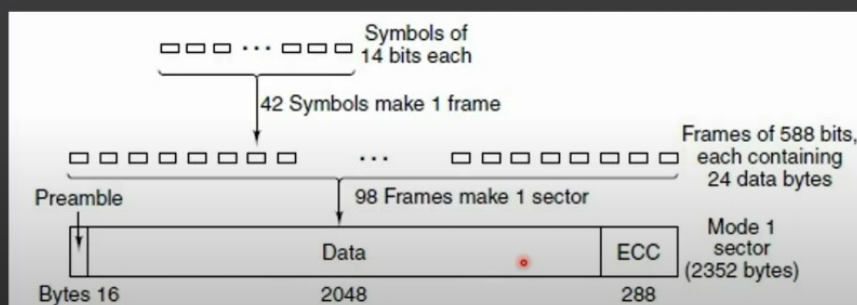 Symbols of
14 bits each
42 Symbols make 1 frame
Frames of 588 bits,
each containing
24 data bytes
Preamble
98 Frames make 1 sector
Mode 1
sector
(2352 bytes)
Data
ECC
Bytes 16
2048
288